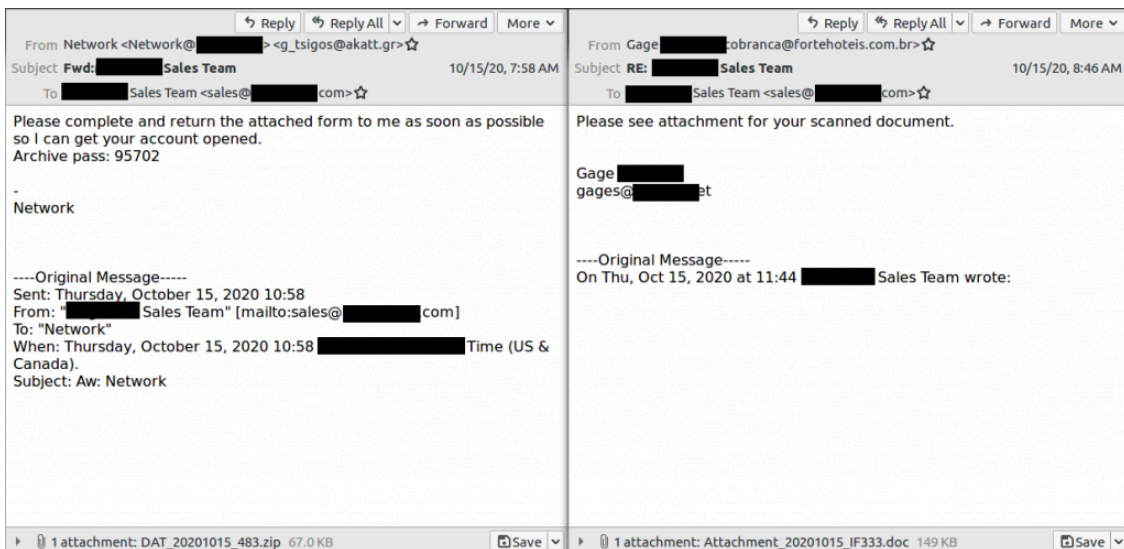 Reply Reply All Forward More
From Network <Network@ > <g_tsigos@akatt.gr>
Subject Fwd: Sales Team 10/15/20, 7:58 AM
To Sales Team <sales@ com>
Please complete and return the attached form to me as soon as possible
so I can get your account opened.
Archive pass: 95702
-
Network
----Original Message-----
Sent: Thursday, October 15, 2020 10:58
From: " Sales Team" [mailto:sales@ com]
To: "Network"
When: Thursday, October 15, 2020 10:58 Time (US &
Canada).
Subject: Aw: Network
1 attachment: DAT_20201015_483.zip 67.0 KB Save
Reply Reply All Forward More
From Gage cobranca@fortehoteis.com.br>
Subject RE: Sales Team 10/15/20, 8:46 AM
To Sales Team <sales@ com>
Please see attachment for your scanned document.
Gage
gages@ et
----Original Message-----
On Thu, Oct 15, 2020 at 11:44 Sales Team wrote:
1 attachment: Attachment_20201015_IF333.doc 149 KB Save